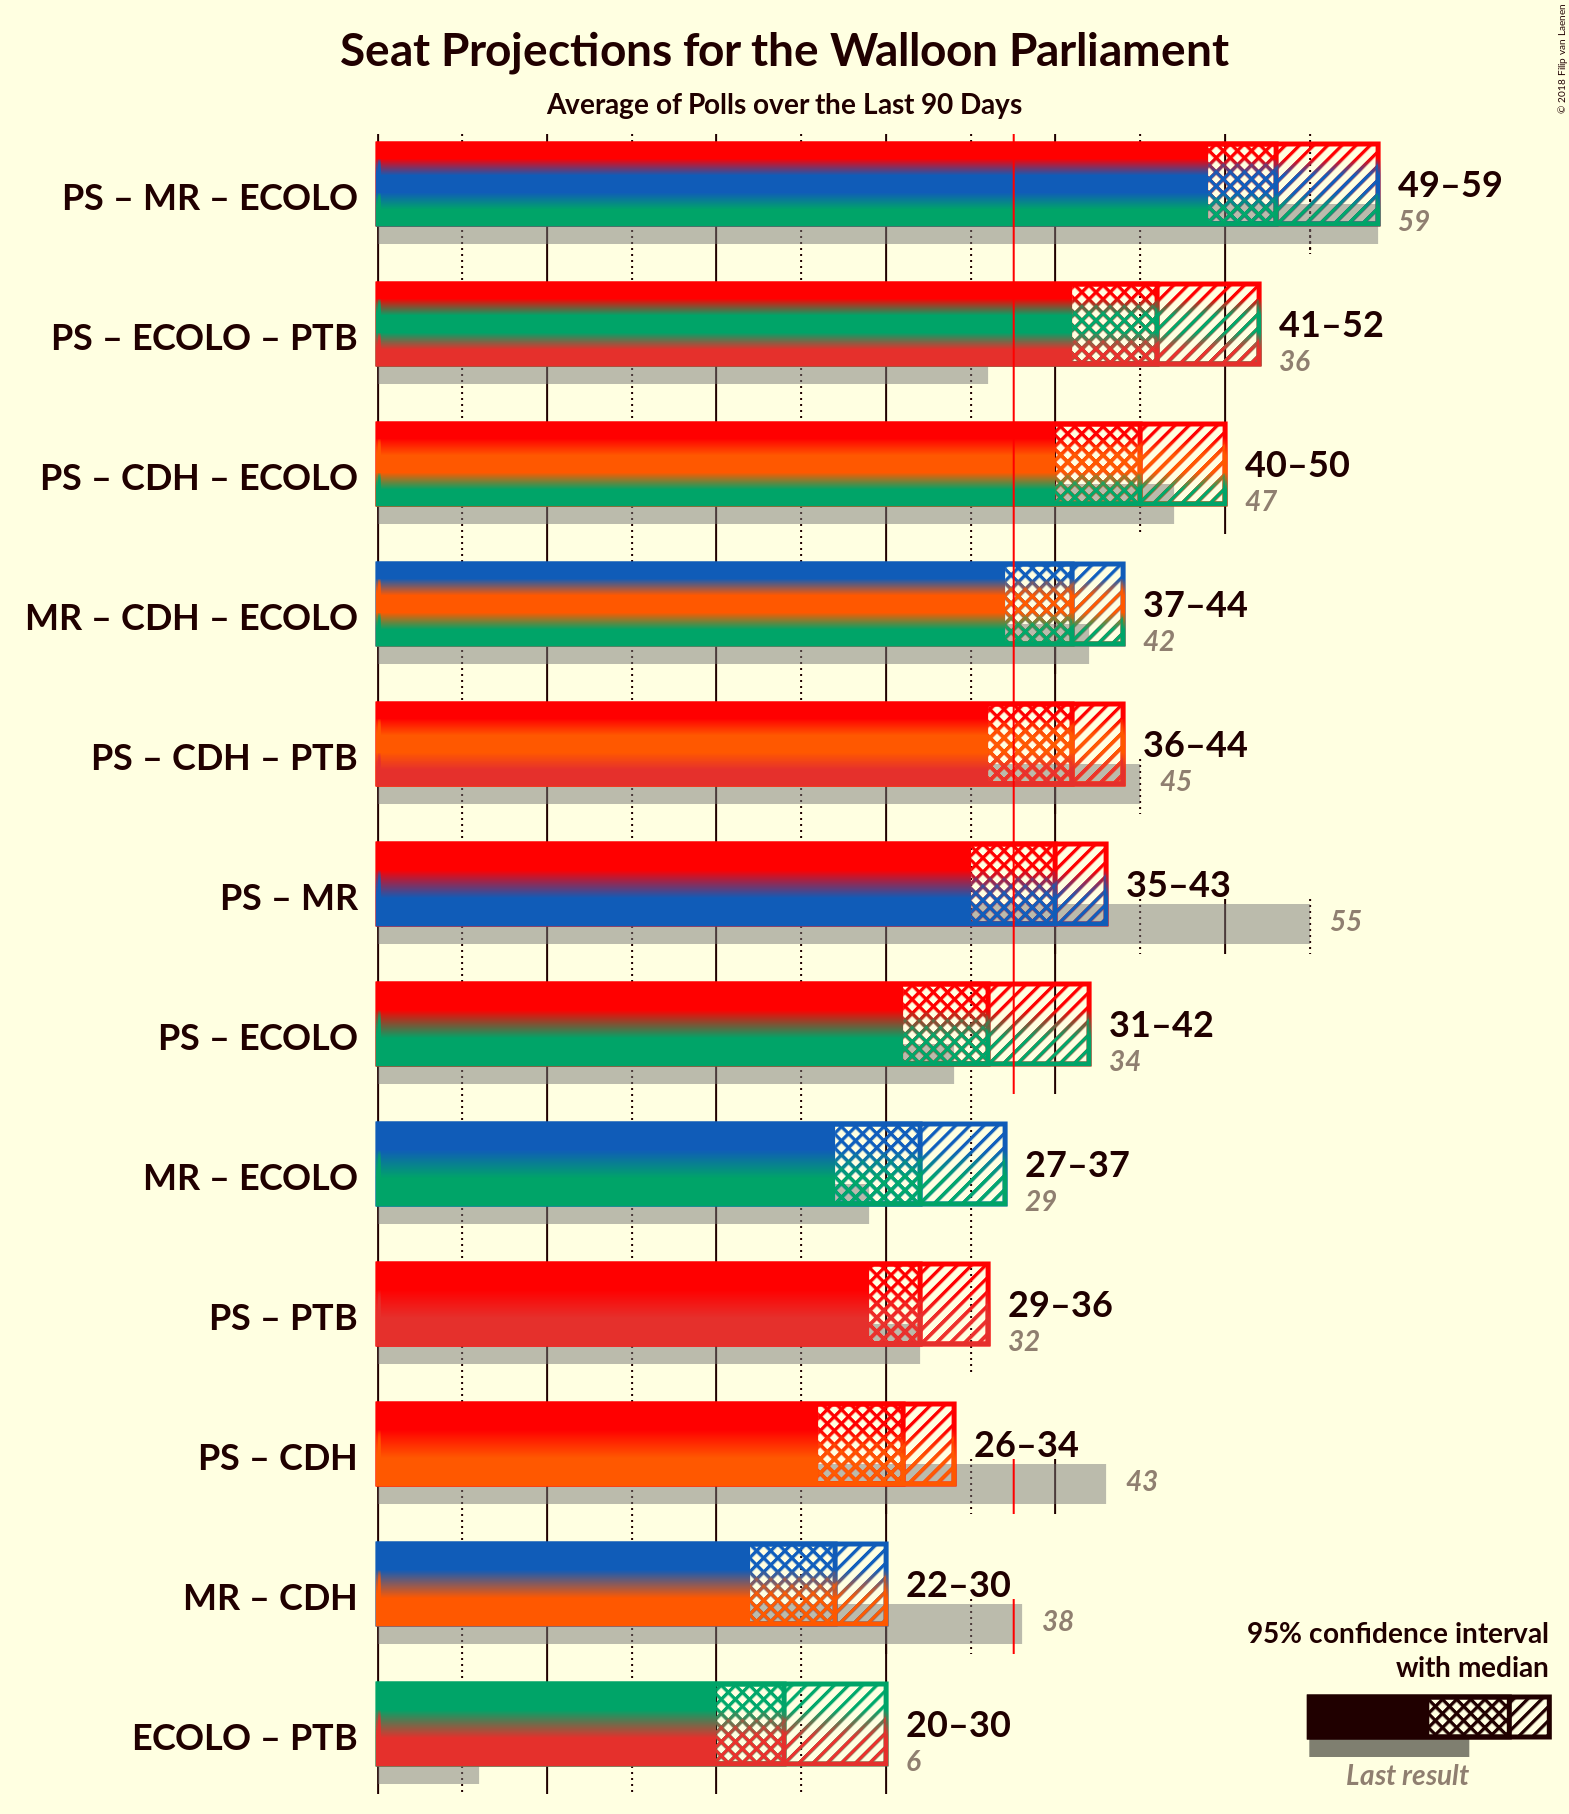 Seat Projections for the Walloon Parliament
Average of Polls over the Last 90 Days
© 2018 Filip van Laenen
PS – MR – ECOLO
49–59
59
PS – ECOLO – PTB
41–52
36
PS – CDH – ECOLO
40–50
47
MR – CDH – ECOLO
37–44
42
PS – CDH – PTB
36–44
45
PS – MR
35–43
55
PS – ECOLO
31–42
34
MR – ECOLO
27–37
29
PS – PTB
29–36
32
PS – CDH
26–34
43
MR – CDH
22–30
38
ECOLO – PTB
20–30
6
95% confidence interval
with median
Last result